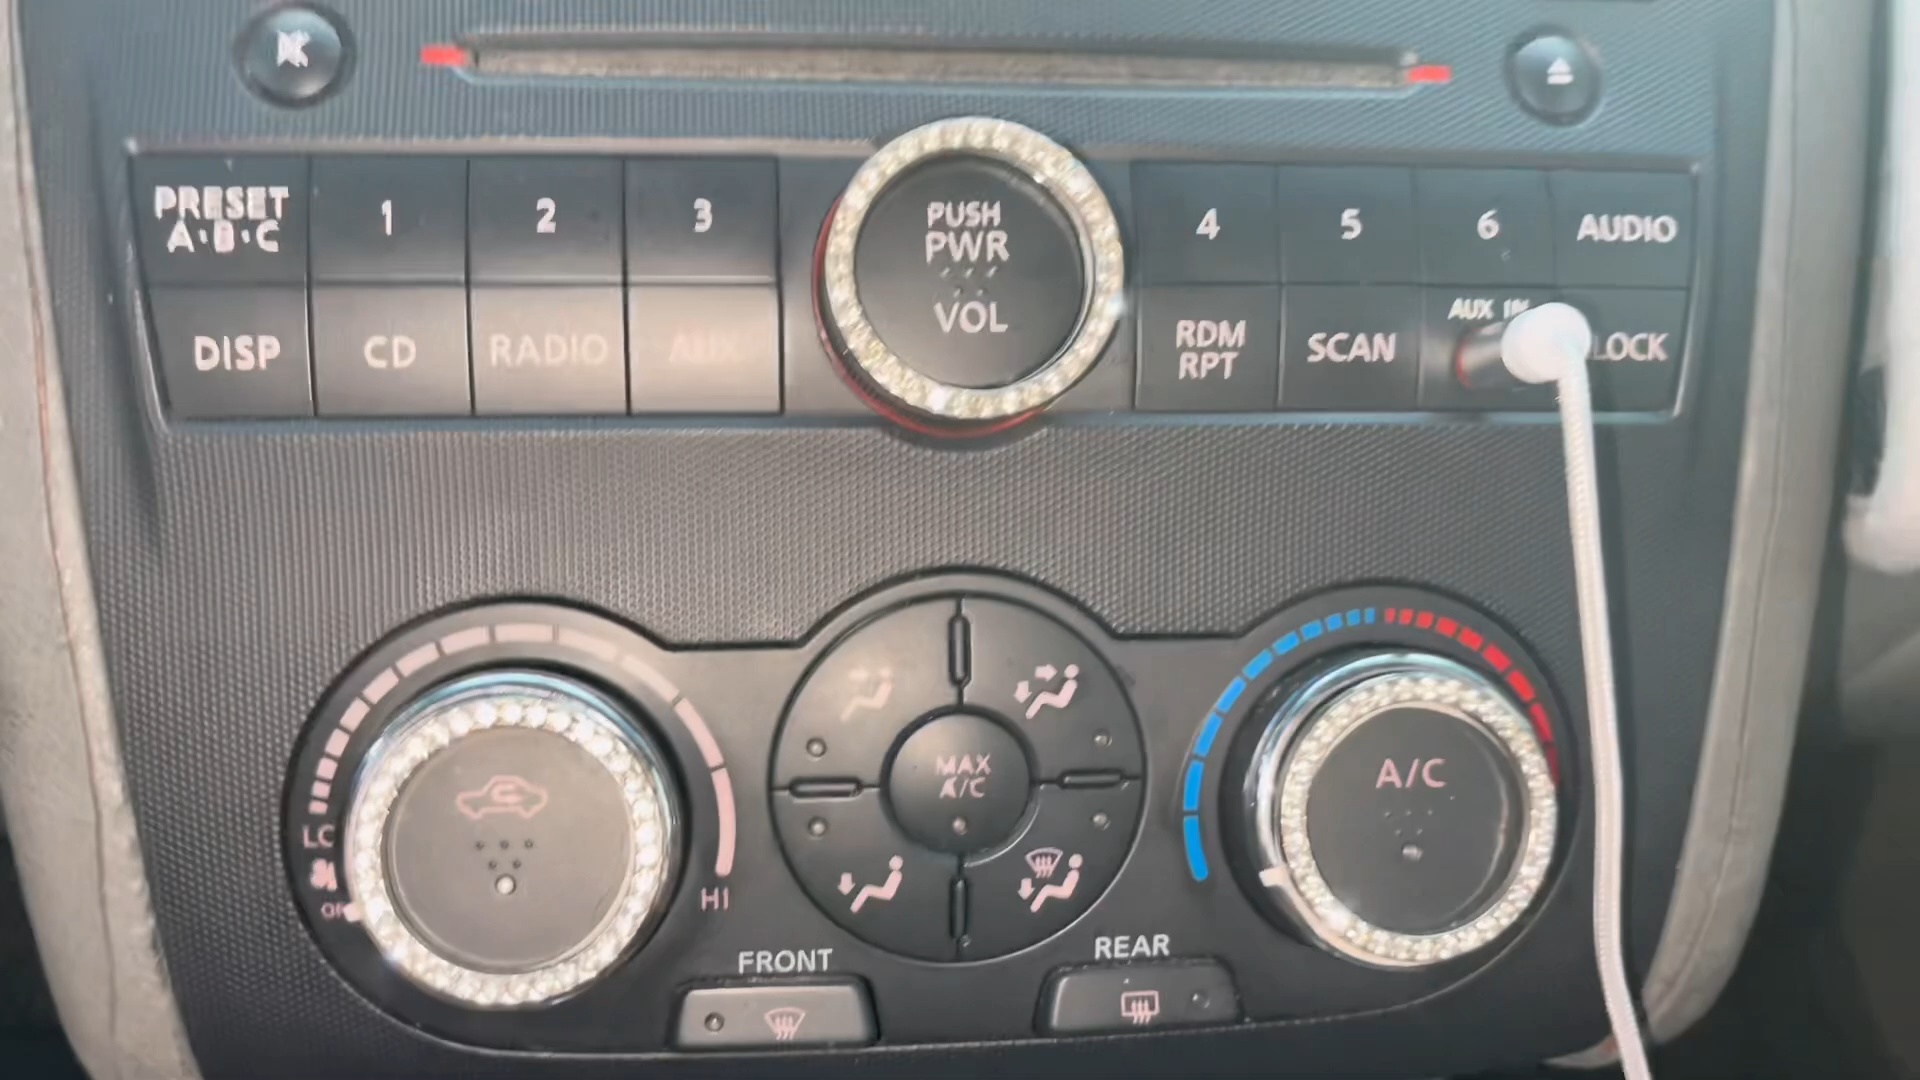 PRESET
A·B·C
1
2
3
PUSH
PWR
VOL
4
5
6
AUDIO
DISP
CD
RADIO
AUX
RDM
RPT
SCAN
AUX IN
LOCK
MAX
A/C
A/C
HI
FRONT
REAR